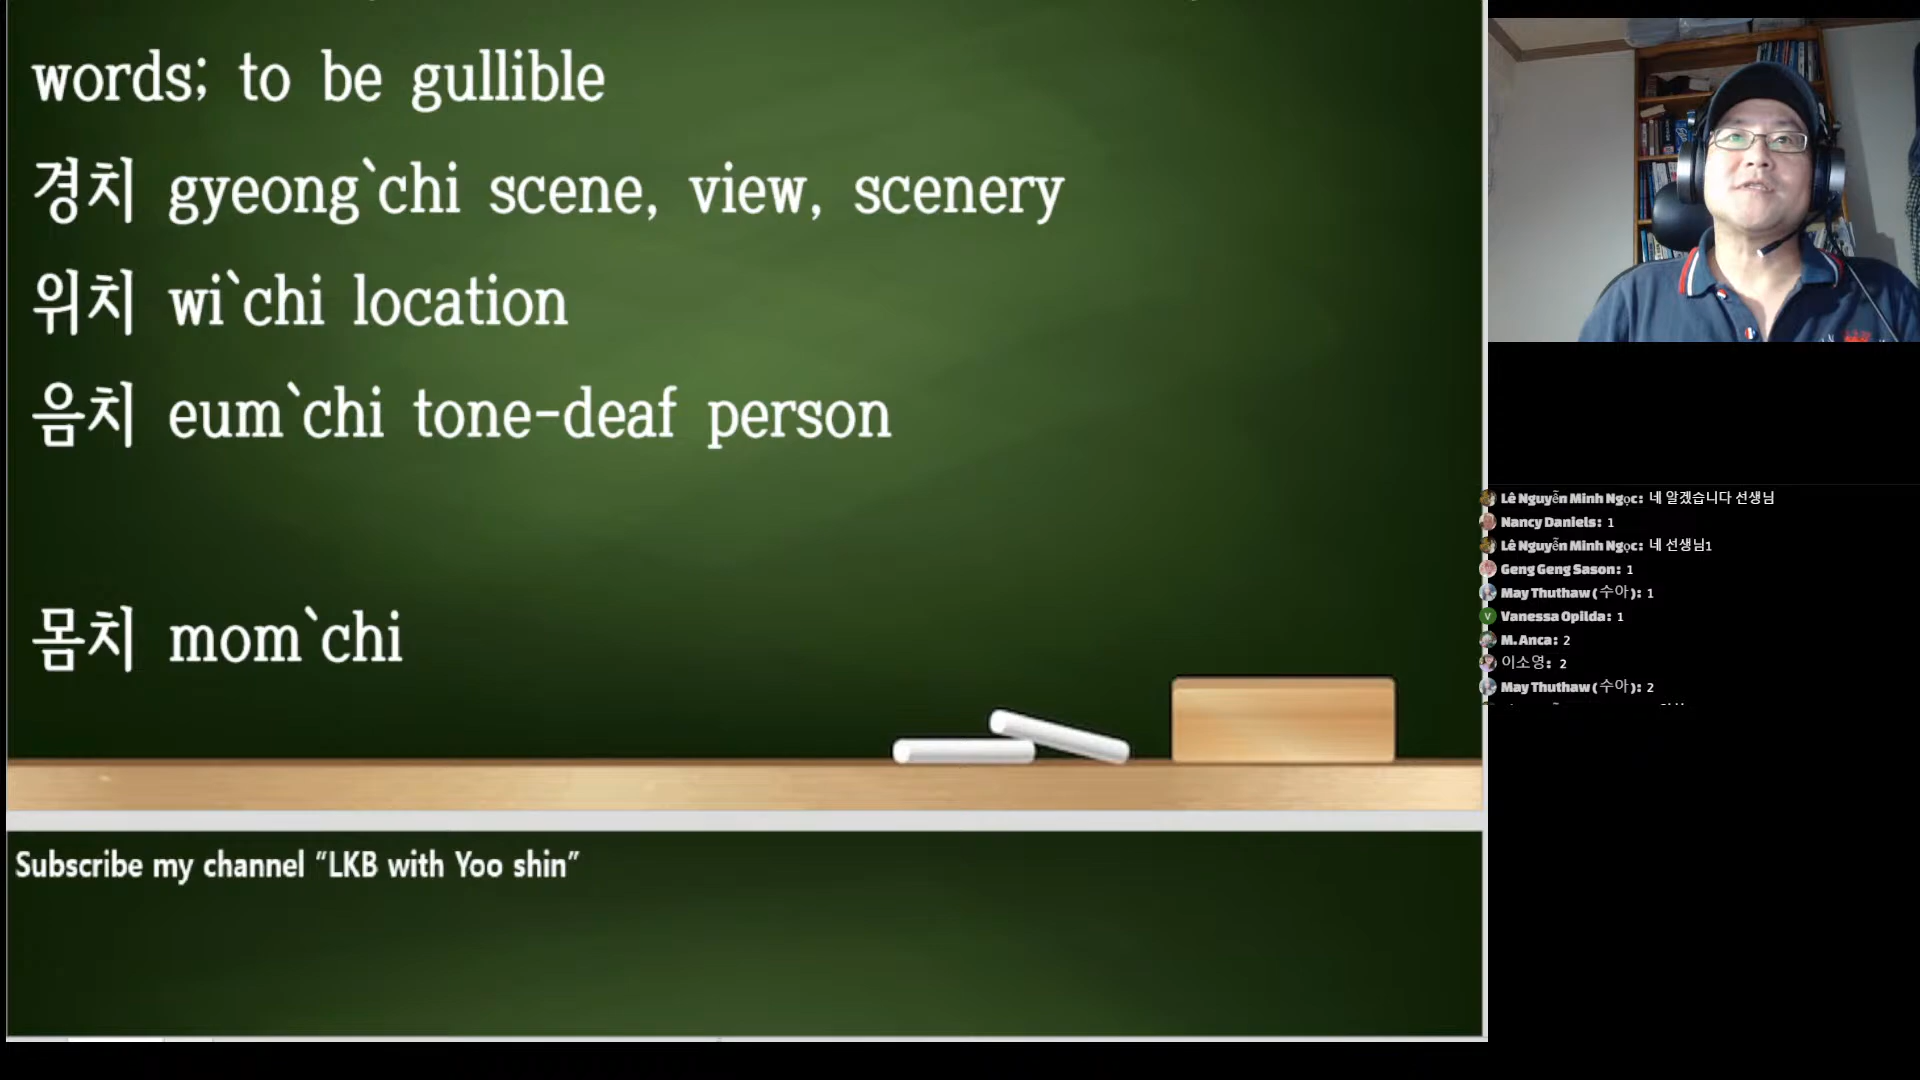 words; to be gullible
경치 gyeong`chi scene, view, scenery
위치 wi`chi location
음치 eum`chi tone-deaf person
몸치 mom`chi
Subscribe my channel "LKB with Yoo shin"
Lê Nguyễn Minh Ngọc: 네 알겠습니다 선생님
Nancy Daniels: 1
Lê Nguyễn Minh Ngọc: 네 선생님1
Geng Geng Sason: 1
May Thuthaw (수아): 1
V Vanessa Opilda: 1
M. Anca: 2
이소영: 2
May Thuthaw (수아): 2